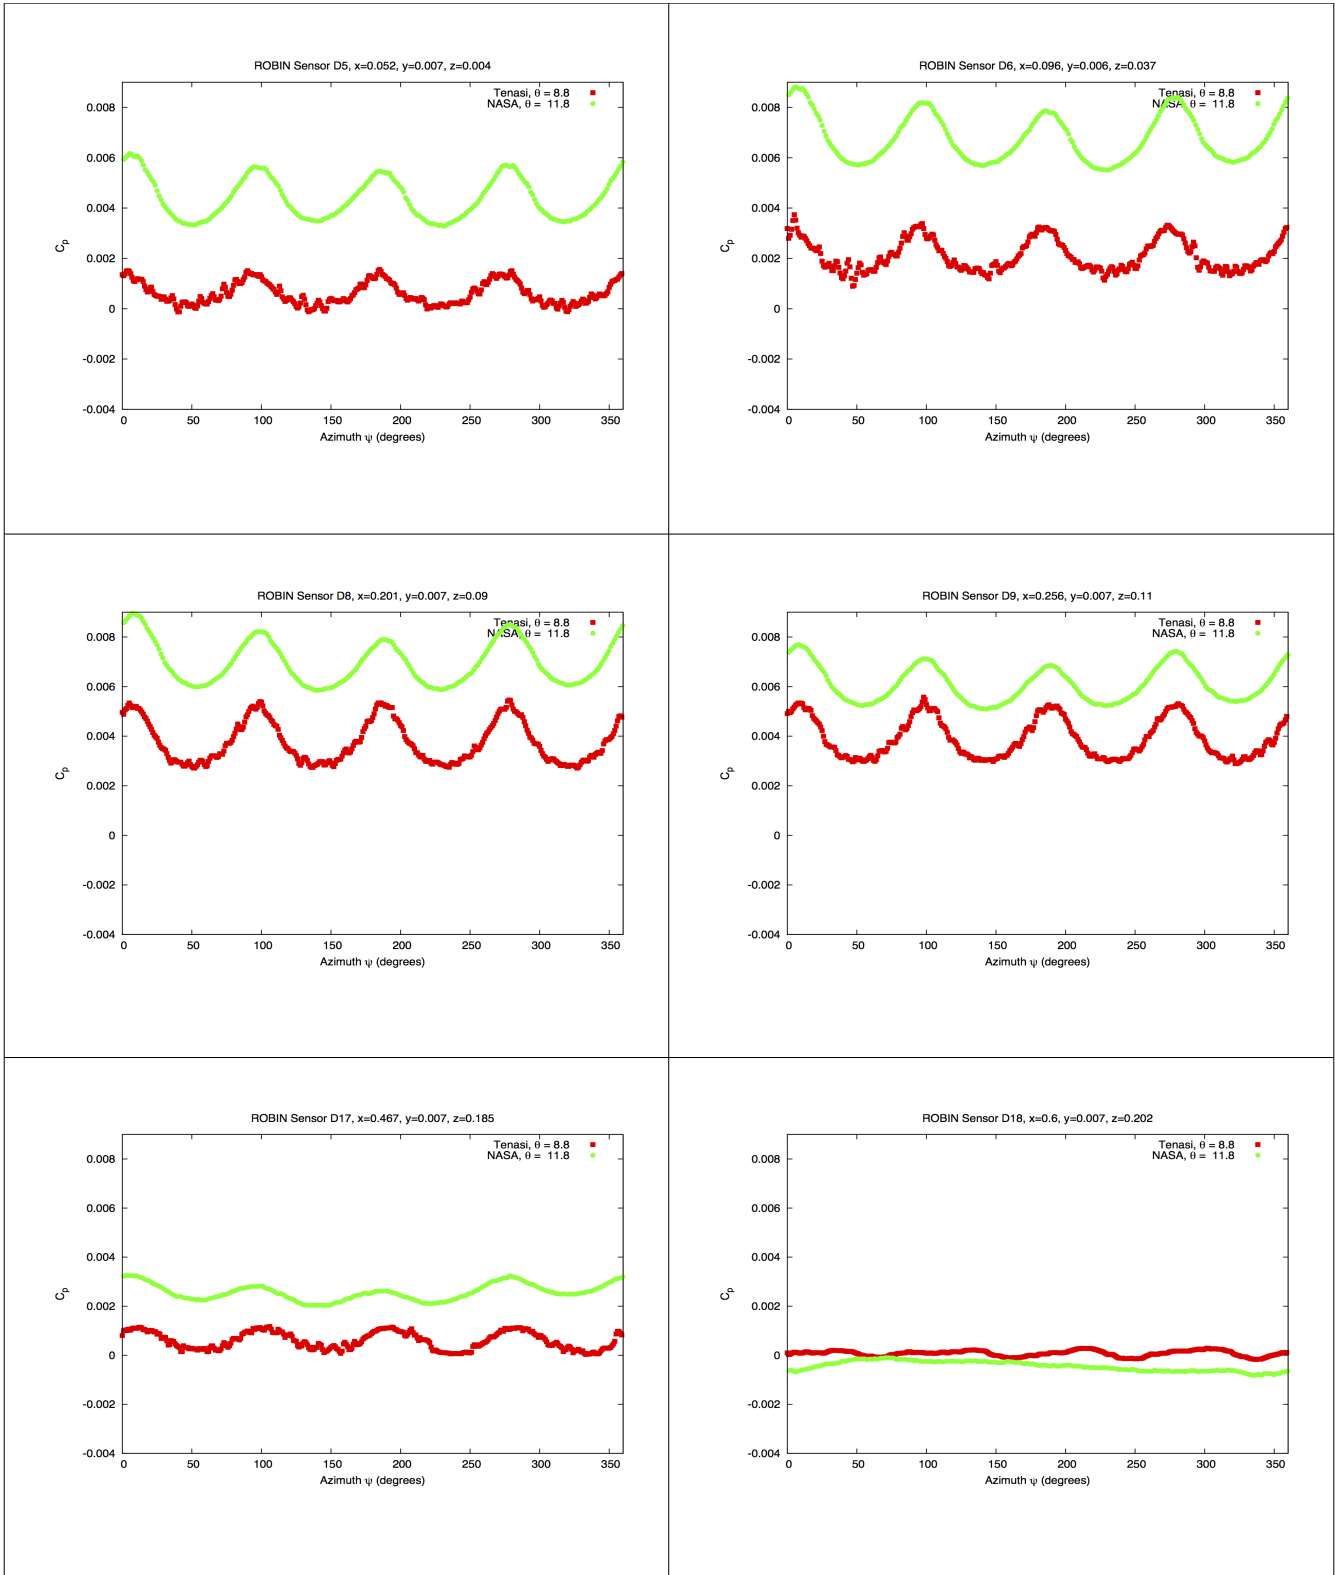 ROBIN Sensor D5, x=0.052, y=0.007, z=0.004
Tenasi, θ = 8.8
NASA, θ = 11.8
0.008
0.006
0.004
0.002
0
-0.002
-0.004
Cp
0 50 100 150 200 250 300 350
Azimuth ψ (degrees)
ROBIN Sensor D6, x=0.096, y=0.006, z=0.037
Tenasi, θ = 8.8
NASA, θ = 11.8
0.008
0.006
0.004
0.002
0
-0.002
-0.004
Cp
0 50 100 150 200 250 300 350
Azimuth ψ (degrees)
ROBIN Sensor D8, x=0.201, y=0.007, z=0.09
Tenasi, θ = 8.8
NASA, θ = 11.8
0.008
0.006
0.004
0.002
0
-0.002
-0.004
Cp
0 50 100 150 200 250 300 350
Azimuth ψ (degrees)
ROBIN Sensor D9, x=0.256, y=0.007, z=0.11
Tenasi, θ = 8.8
NASA, θ = 11.8
0.008
0.006
0.004
0.002
0
-0.002
-0.004
Cp
0 50 100 150 200 250 300 350
Azimuth ψ (degrees)
ROBIN Sensor D17, x=0.467, y=0.007, z=0.185
Tenasi, θ = 8.8
NASA, θ = 11.8
0.008
0.006
0.004
0.002
0
-0.002
-0.004
Cp
0 50 100 150 200 250 300 350
Azimuth ψ (degrees)
ROBIN Sensor D18, x=0.6, y=0.007, z=0.202
Tenasi, θ = 8.8
NASA, θ = 11.8
0.008
0.006
0.004
0.002
0
-0.002
-0.004
Cp
0 50 100 150 200 250 300 350
Azimuth ψ (degrees)